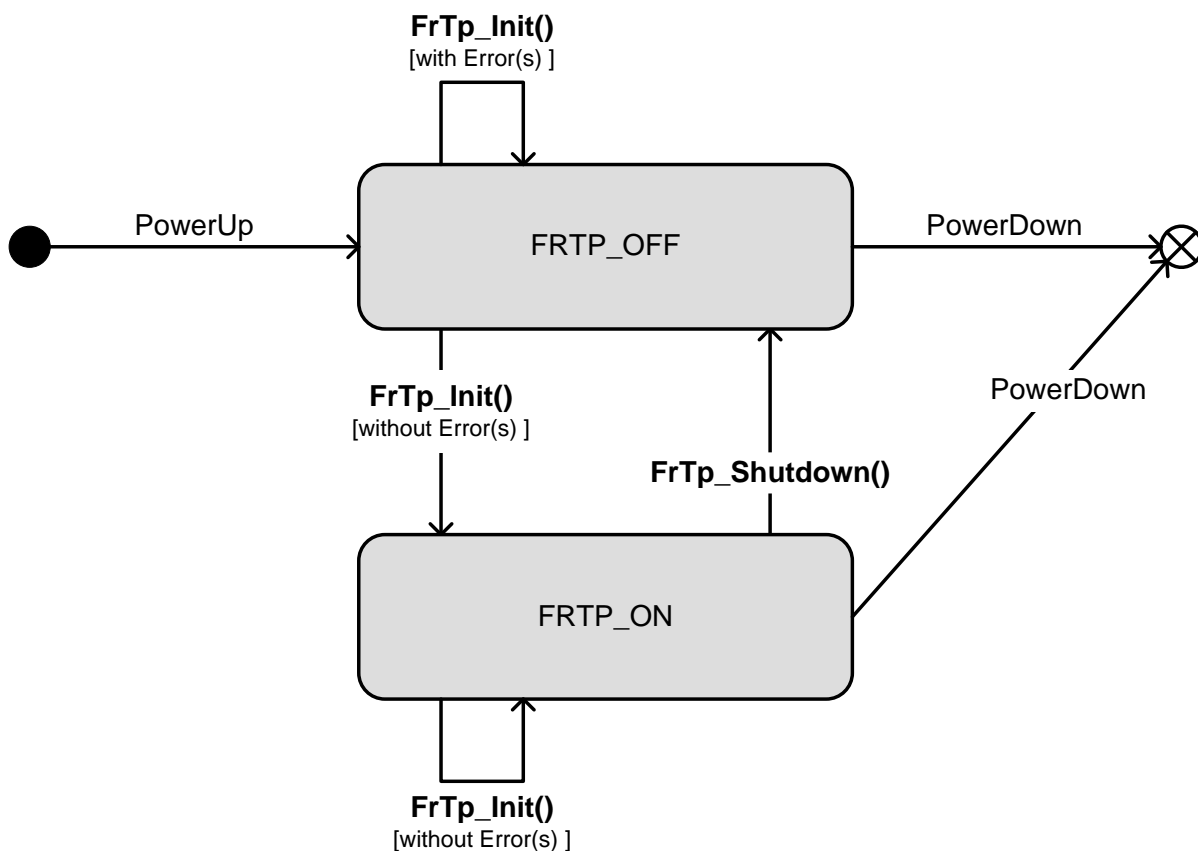 FrTp_Init()
[with Error(s) ]
PowerUp
FRTP_OFF
PowerDown
FrTp_Init()
[without Error(s) ]
PowerDown
FrTp_Shutdown()
FRTP_ON
FrTp_Init()
[without Error(s) ]